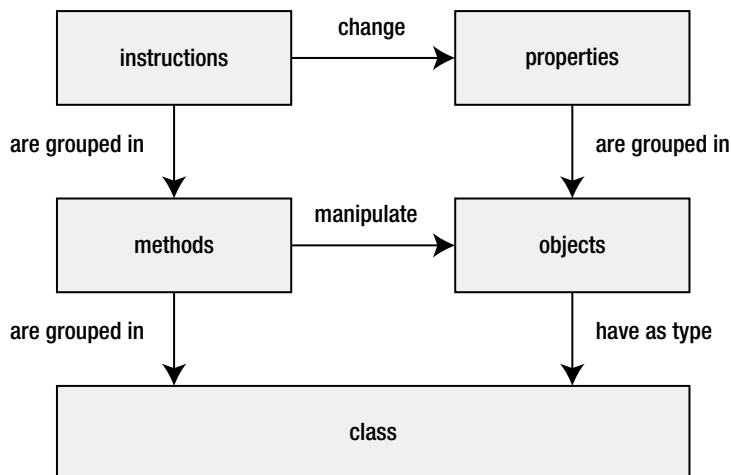 change
instructions
properties
are grouped in
are grouped in
manipulate
methods
objects
are grouped in
have as type
class